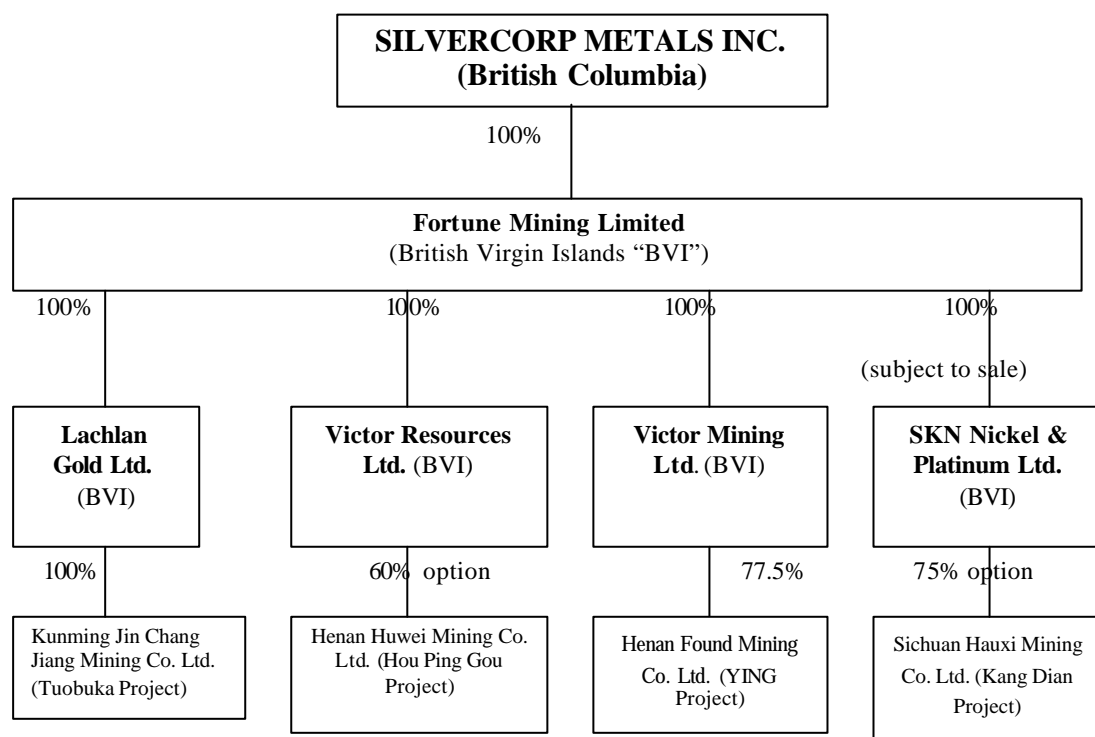 SILVERCORP METALS INC.
(British Columbia)
100%
Fortune Mining Limited
(British Virgin Islands “BVI”)
100%
100%
100%
100%
(subject to sale)
Lachlan
Gold Ltd.
(BVI)
Victor Resources
Ltd. (BVI)
Victor Mining
Ltd. (BVI)
SKN Nickel &
Platinum Ltd.
(BVI)
100%
60% option
77.5%
75% option
Kunming Jin Chang
Jiang Mining Co. Ltd.
(Tuobuka Project)
Henan Huwei Mining Co.
Ltd. (Hou Ping Gou
Project)
Henan Found Mining
Co. Ltd. (YING
Project)
Sichuan Hauxi Mining
Co. Ltd. (Kang Dian
Project)